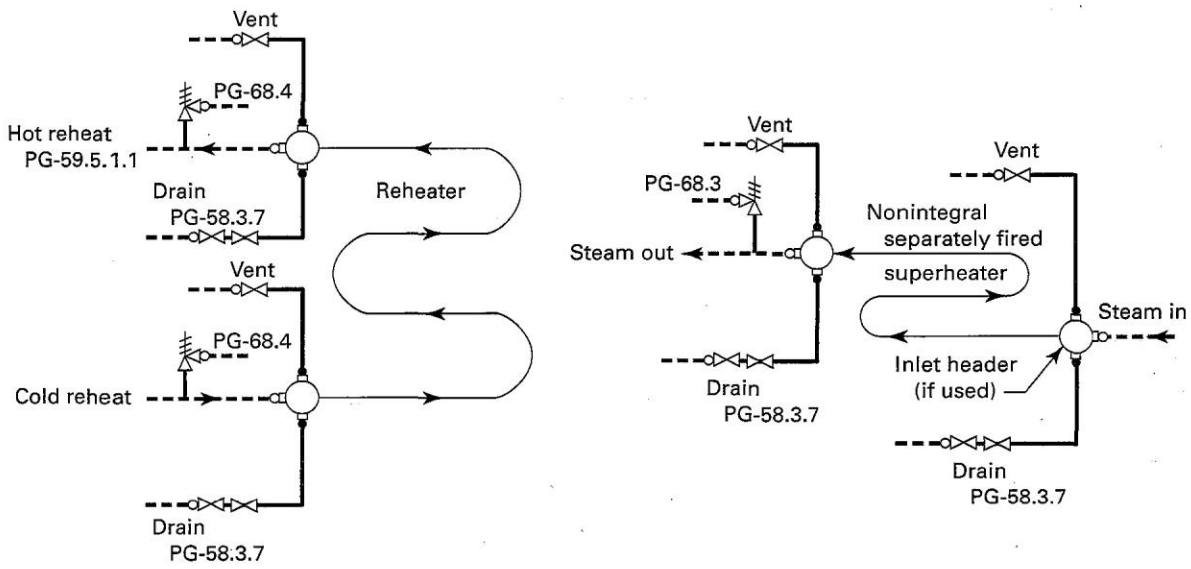 Vent
PG-68.4
Hot reheat
PG-59.5.1.1
Drain
PG-58.3.7
Reheater
Vent
PG-68.4
Cold reheat
Drain
PG-58.3.7
Vent
PG-68.3
Steam out
Nonintegral
separately fired
superheater
Drain
PG-58.3.7
Vent
Steam in
Inlet header
(if used)
Drain
PG-58.3.7